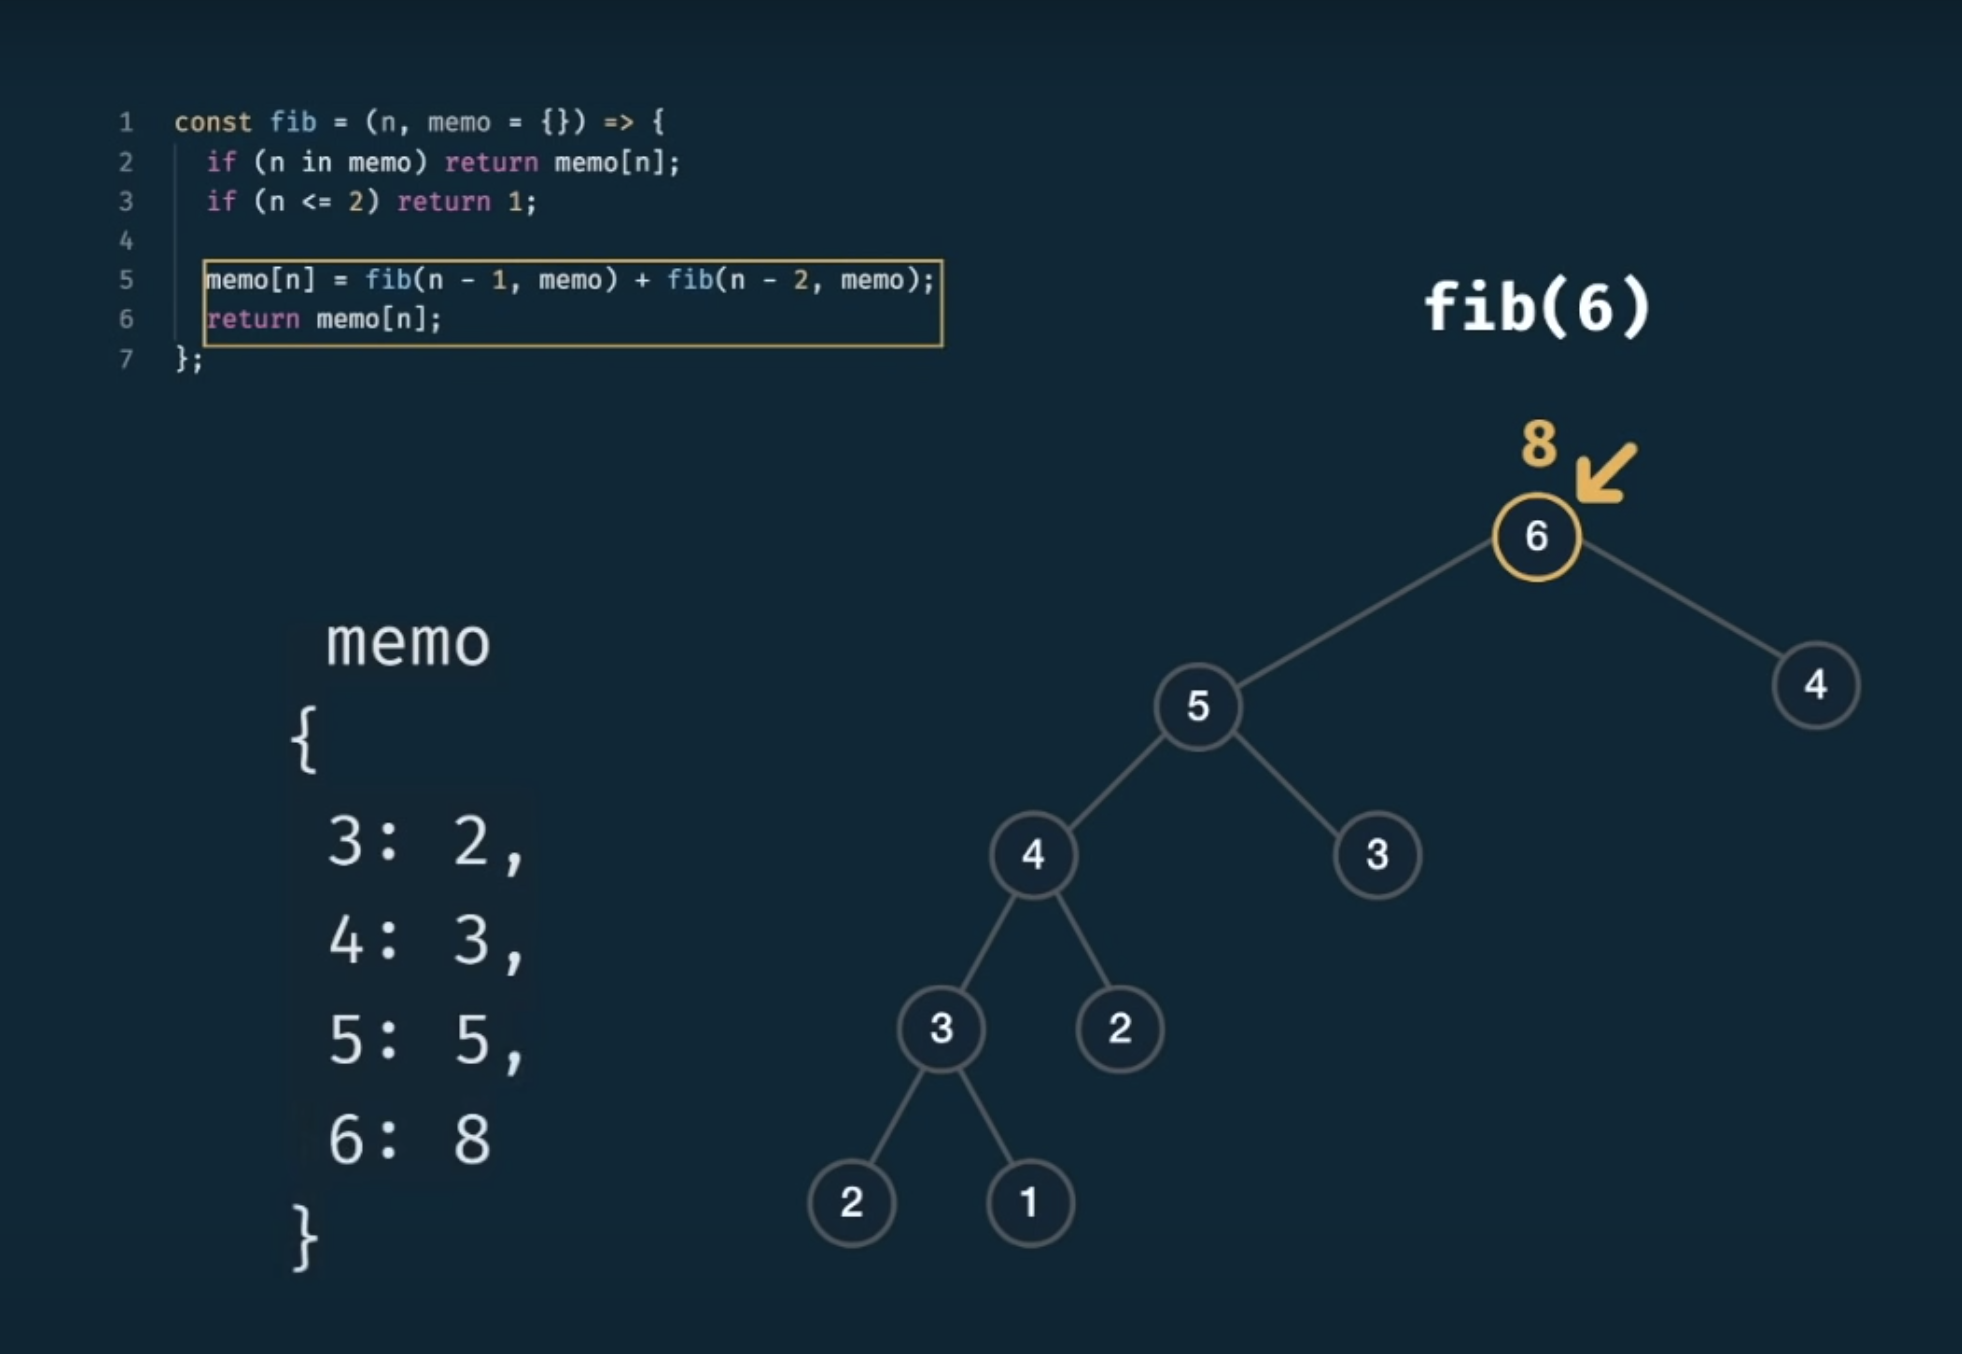 1 const fib = (n, memo = {}) => {
2 if (n in memo) return memo[n];
3 if (n <= 2) return 1;
4
5 memo[n] = fib(n - 1, memo) + fib(n - 2, memo);
6 return memo[n];
7 };
fib(6)
8
6
5
4
4
3
3
2
2
1
memo
{
3: 2,
4: 3,
5: 5,
6: 8
}